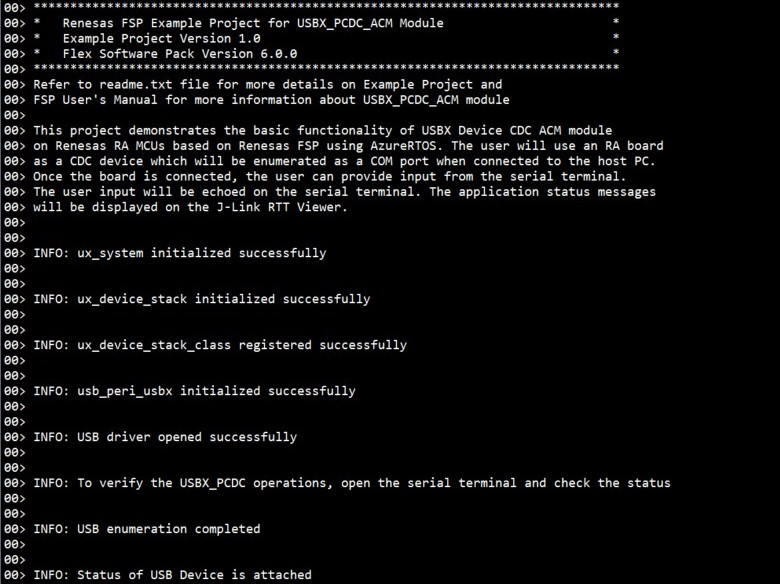 00> ********************************************************************************
00> *   Renesas FSP Example Project for USBX_PCDC_ACM Module                       *
00> *   Example Project Version 1.0                                                *
00> *   Flex Software Pack Version 6.0.0                                           *
00> ********************************************************************************
00> Refer to readme.txt file for more details on Example Project and
00> FSP User's Manual for more information about USBX_PCDC_ACM module
00>
00> This project demonstrates the basic functionality of USBX Device CDC ACM module
00> on Renesas RA MCUs based on Renesas FSP using AzureRTOS. The user will use an RA board
00> as a CDC device which will be enumerated as a COM port when connected to the host PC.
00> Once the board is connected, the user can provide input from the serial terminal.
00> The user input will be echoed on the serial terminal. The application status messages
00> will be displayed on the J-Link RTT Viewer.
00>
00>
00> INFO: ux_system initialized successfully
00>
00>
00> INFO: ux_device_stack initialized successfully
00>
00>
00> INFO: ux_device_stack_class registered successfully
00>
00>
00> INFO: usb_peri_usbx initialized successfully
00>
00>
00> INFO: USB driver opened successfully
00>
00>
00> INFO: To verify the USBX_PCDC operations, open the serial terminal and check the status
00>
00>
00> INFO: USB enumeration completed
00>
00>
00> INFO: Status of USB Device is attached